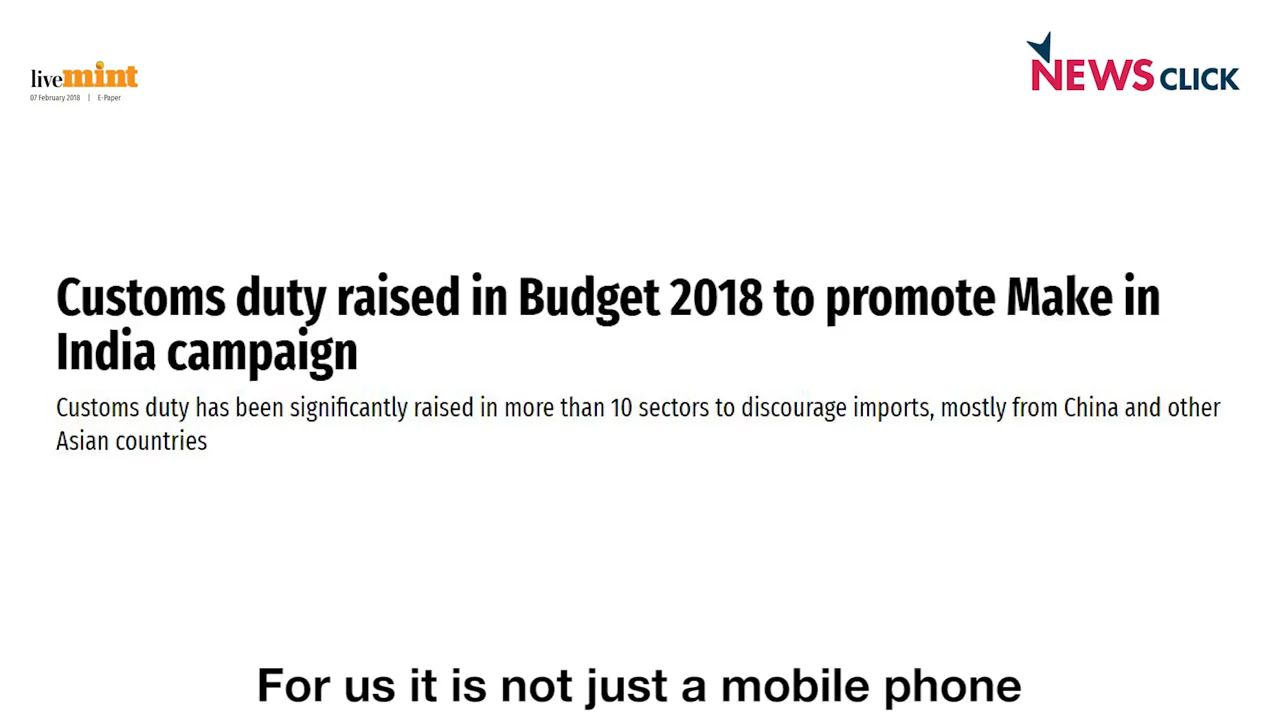 livemint
07 February 2018 | E-Paper
NEWSCLICK
Customs duty raised in Budget 2018 to promote Make in
India campaign
Customs duty has been significantly raised in more than 10 sectors to discourage imports, mostly from China and other
Asian countries
For us it is not just a mobile phone